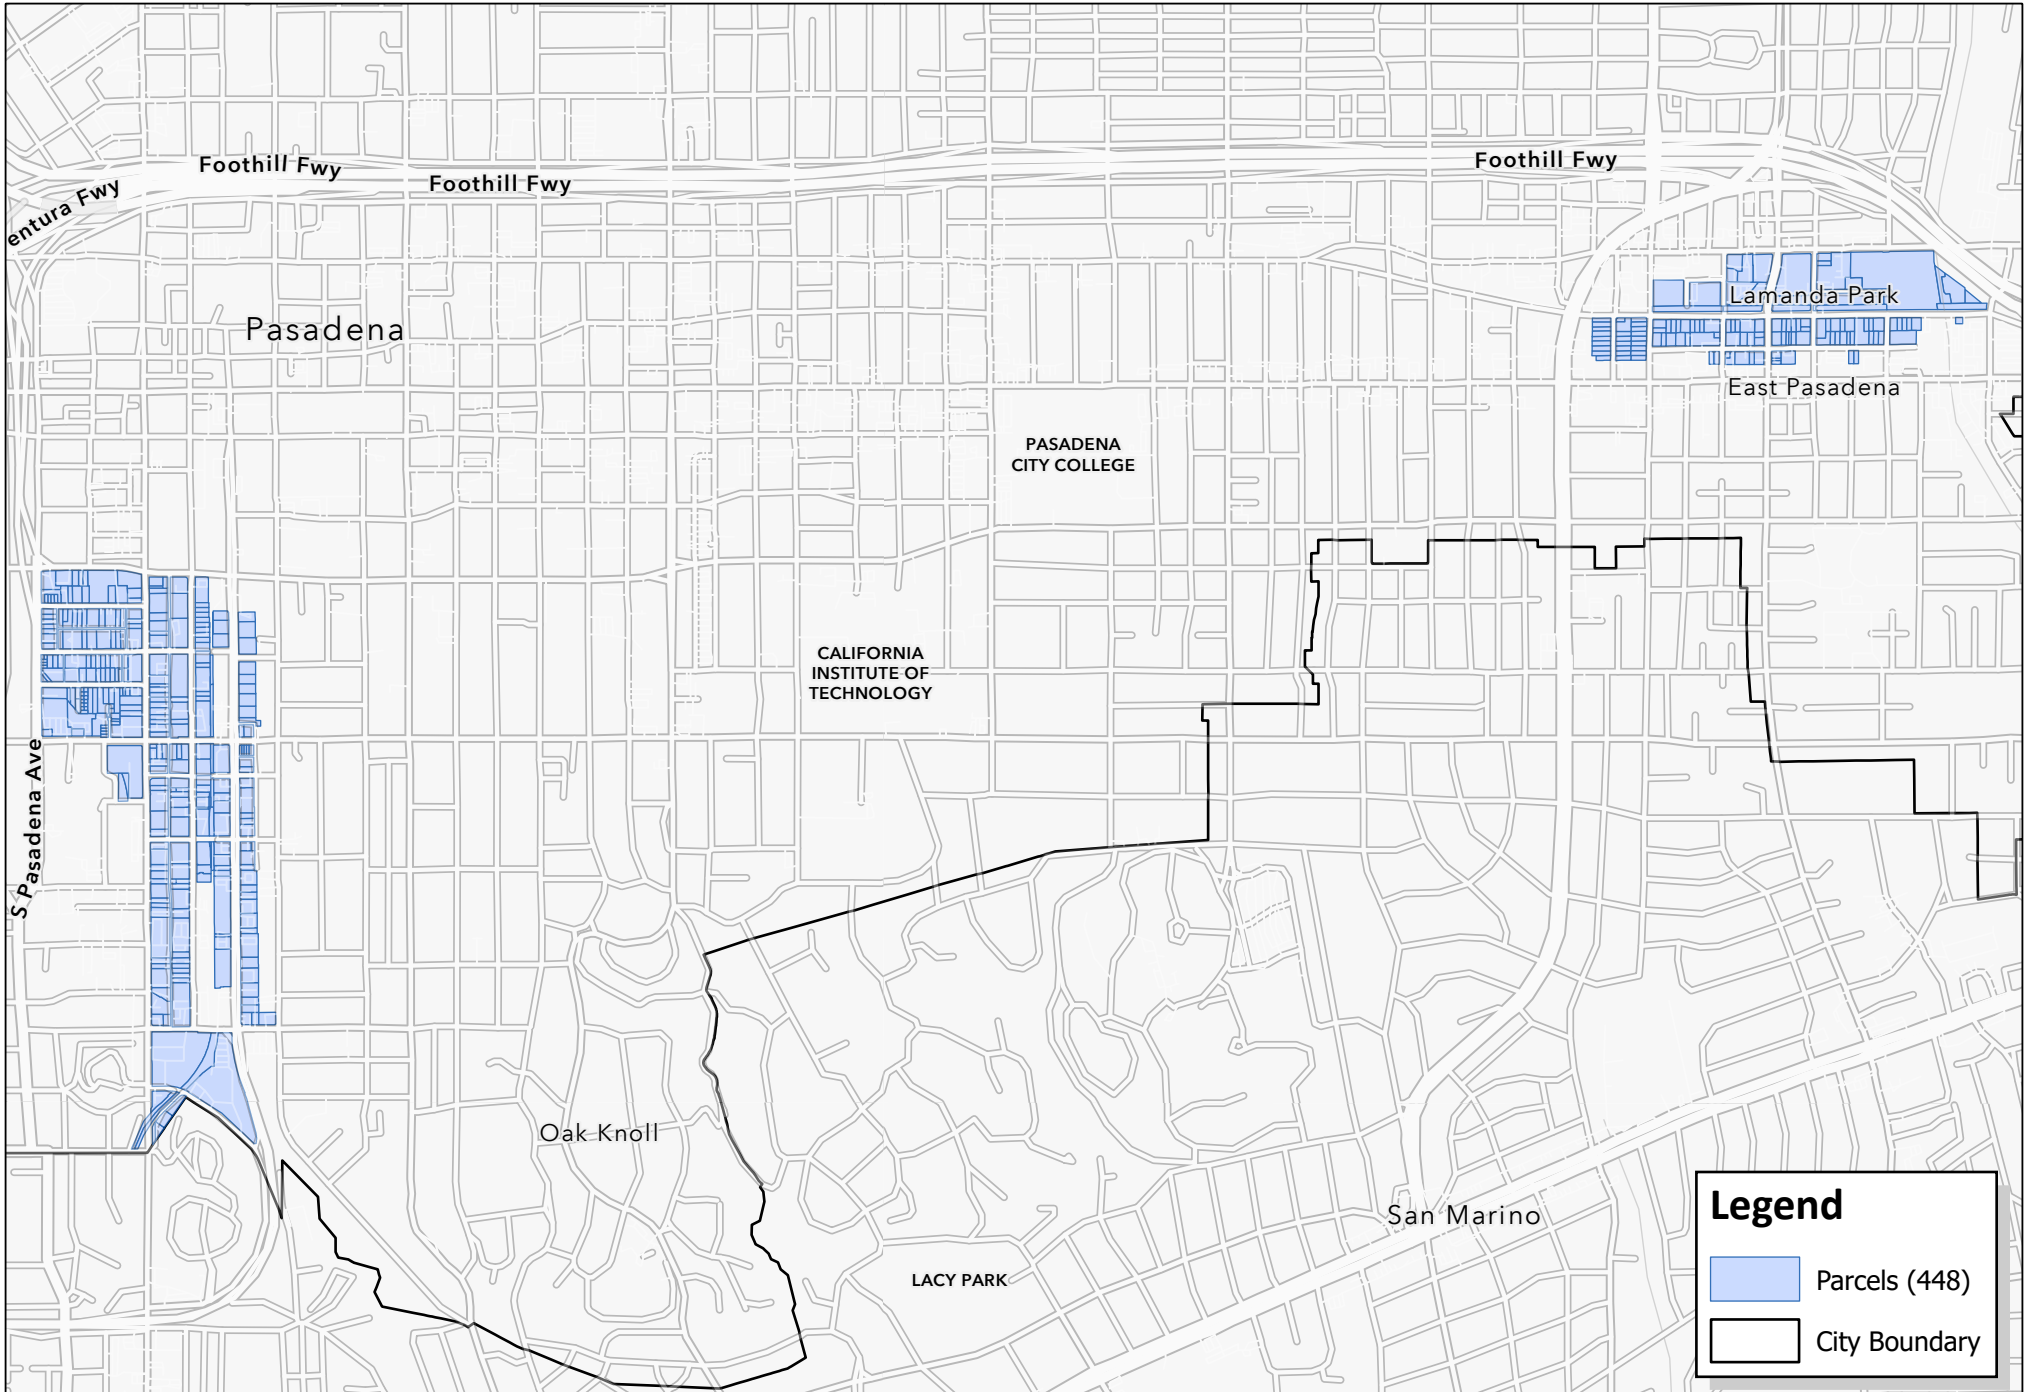 Foothill Fwy
Foothill Fwy
Foothill Fwy
entura Fwy
Lamanda Park
Pasadena
East Pasadena
PASADENA
CITY COLLEGE
CALIFORNIA
INSTITUTE OF
TECHNOLOGY
S Pasadena Ave
Oak Knoll
San Marino
LACY PARK
Legend
Parcels (448)
City Boundary